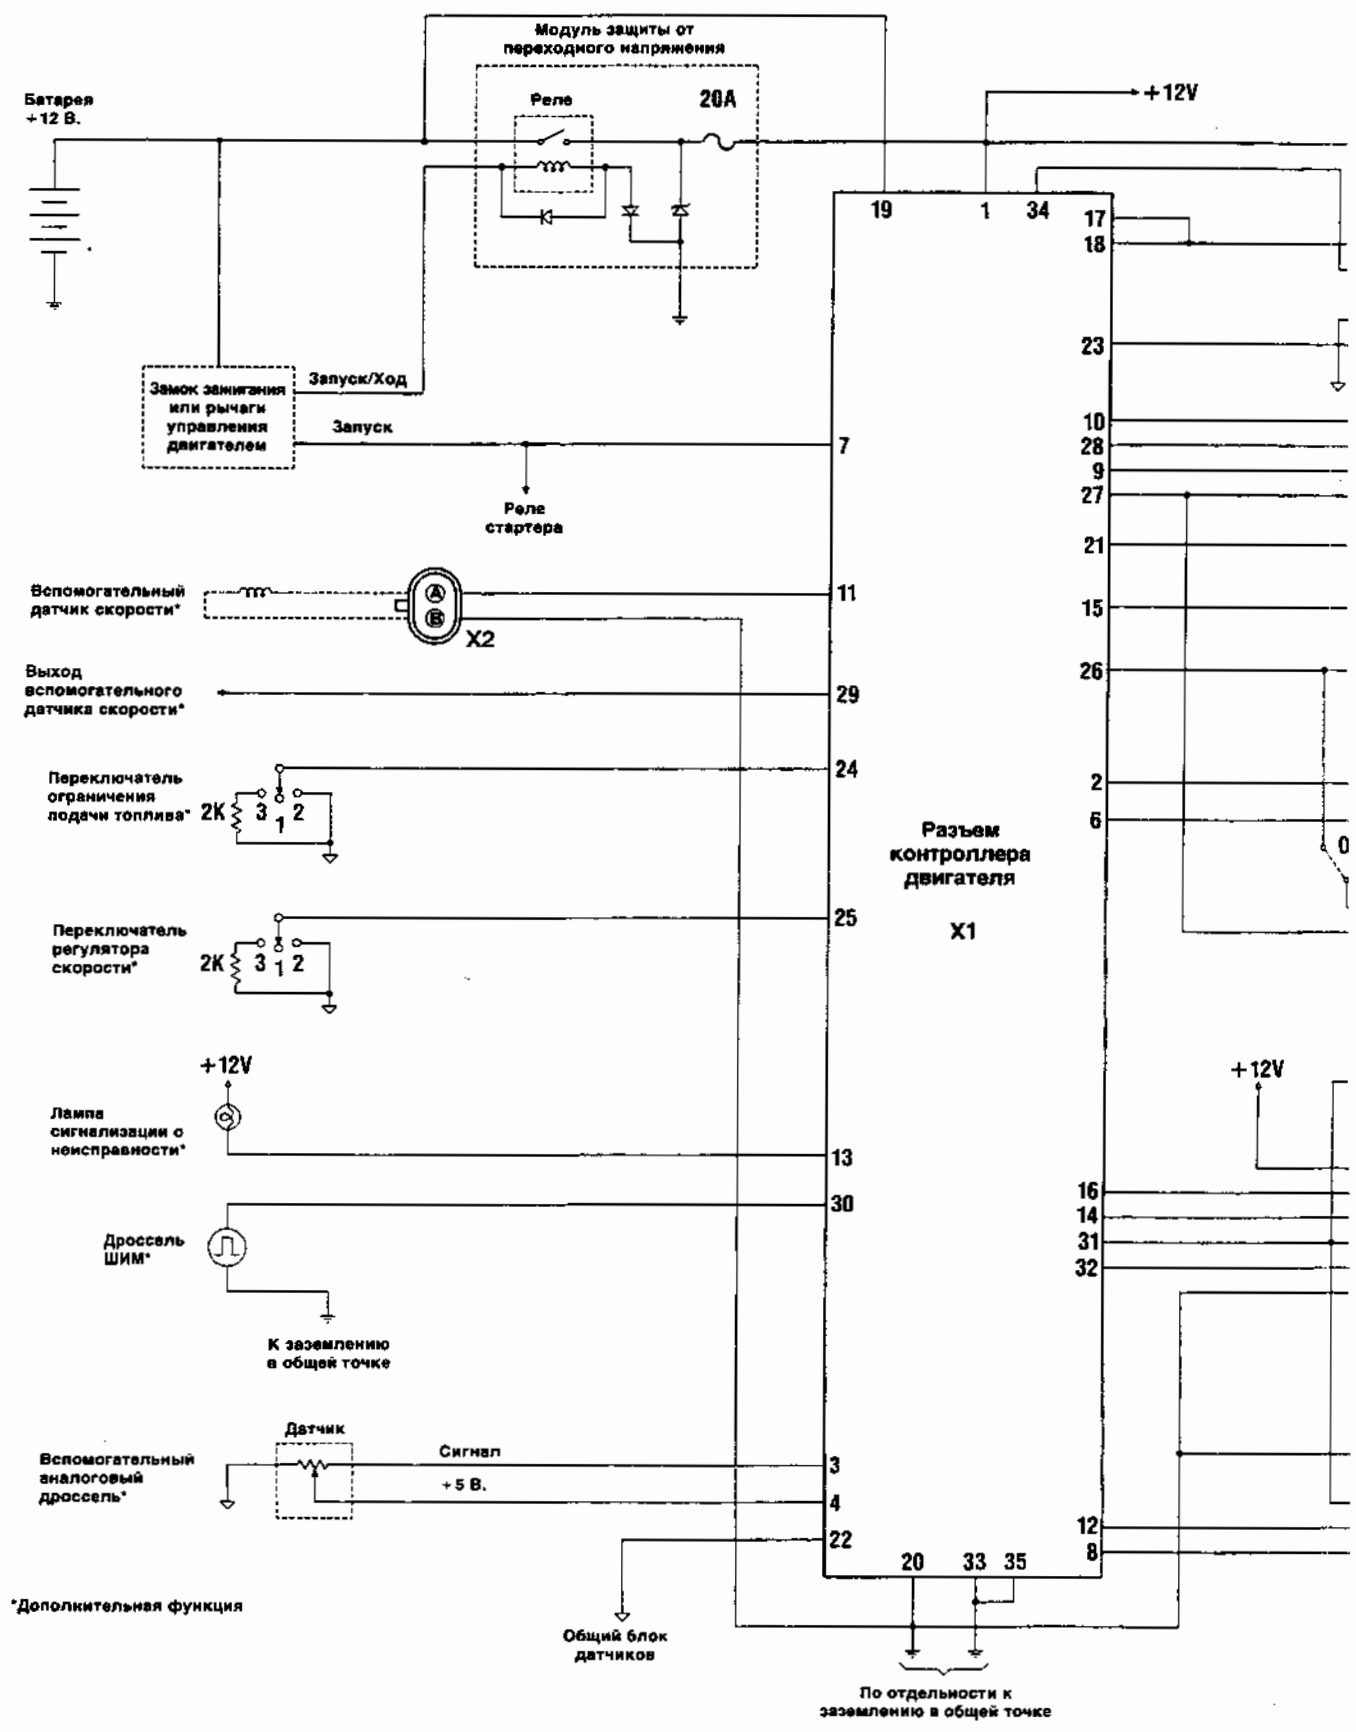 Модуль защиты от
переходного напряжения
Батарея
+12 В.
Реле
20А
+12V
19
1
34
17
18
23
Замок зажигания
или рычаги
управления
двигателем
Запуск/Ход
Запуск
7
Реле
стартера
10
28
9
27
21
15
26
2
6
0
Вспомогательный
датчик скорости*
A
B
X2
11
Выход
вспомогательного
датчика скорости*
29
Переключатель
ограничения
подачи топлива*
2K
3
1
2
24
Разъем
контроллера
двигателя
X1
Переключатель
регулятора
скорости*
2K
3
1
2
25
+12V
Лампа
сигнализации о
неисправности*
13
30
Дроссель
ШИМ*
К заземлению
в общей точке
+12V
16
14
31
32
Датчик
Вспомогательный
аналоговый
дроссель*
Сигнал
+5 В.
3
4
22
12
8
20
33
35
*Дополнительная функция
Общий блок
датчиков
По отдельности к
заземлению в общей точке